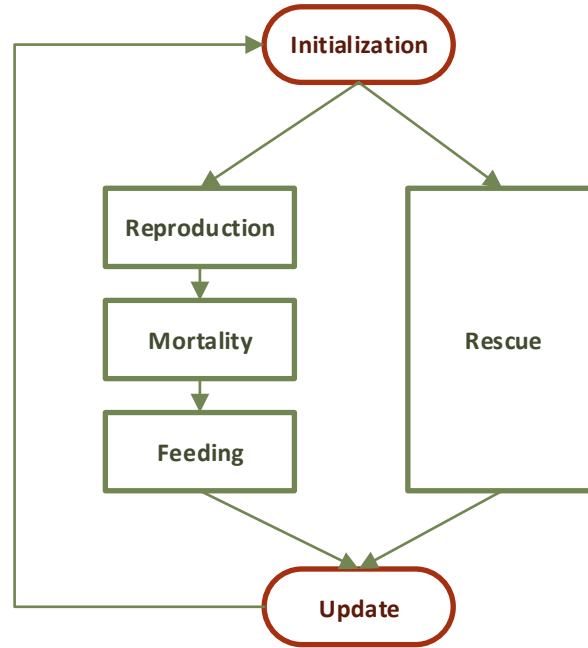 Initialization
Reproduction
Mortality
Rescue
Feeding
Update